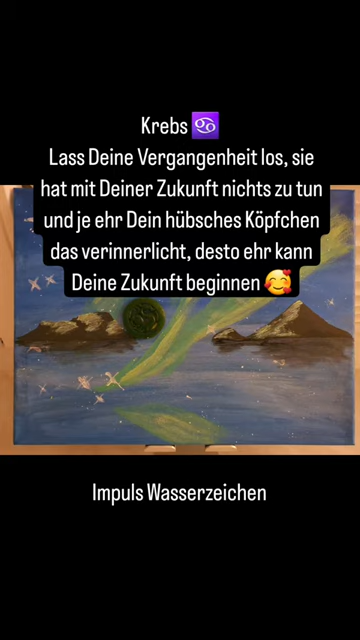 Krebs ♋
Lass Deine Vergangenheit los, sie
hat mit Deiner Zukunft nichts zu tun
und je ehr Dein hübsches Köpfchen
das verinnerlicht, desto ehr kann
Deine Zukunft beginnen 🥰
Impuls Wasserzeichen